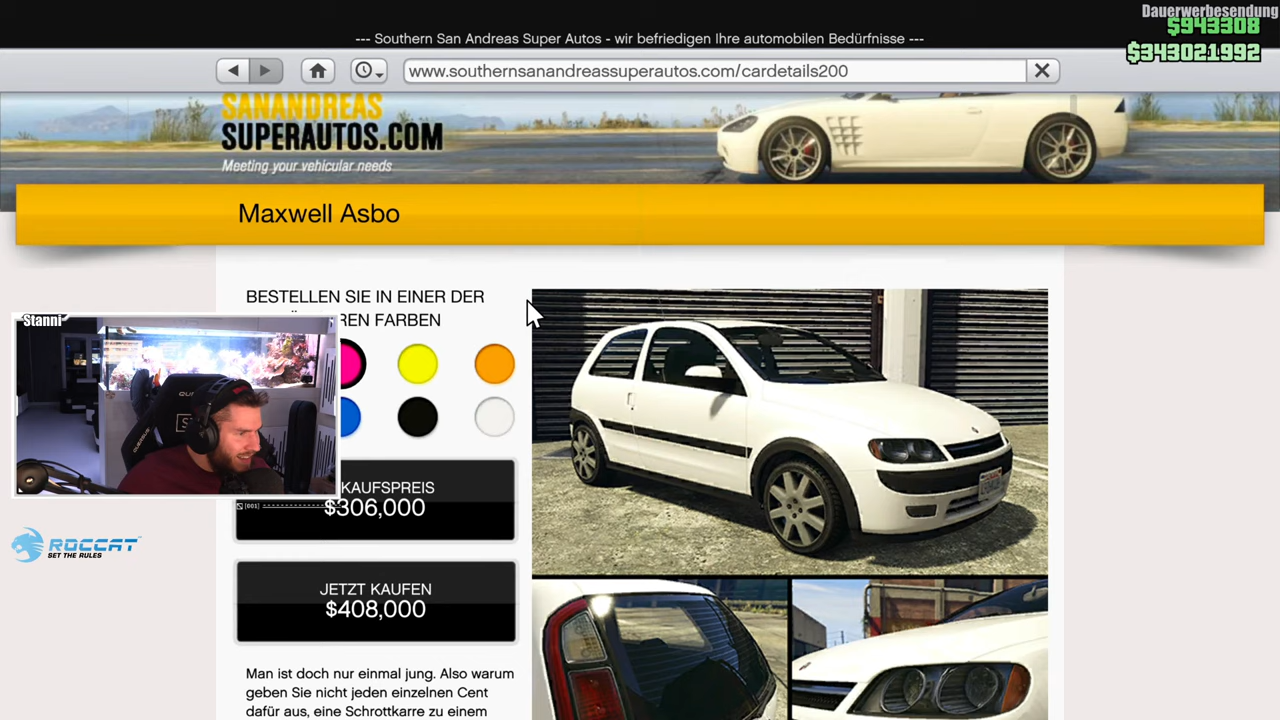 Dauerwerbesendung
$943308
--- Southern San Andreas Super Autos - wir befriedigen Ihre automobilen Bedürfnisse ---
$343021992
www.southernsanandreassuperautos.com/cardetails200
SANANDREAS
SUPERAUTOS.COM
Meeting your vehicular needs
Maxwell Asbo
BESTELLEN SIE IN EINER DER
REN FARBEN
Stanni
KAUFSPREIS
$306,000
[001]
ROCCAT
SET THE RULES
JETZT KAUFEN
$408,000
Man ist doch nur einmal jung. Also warum
geben Sie nicht jeden einzelnen Cent
dafür aus, eine Schrottkarre zu einem